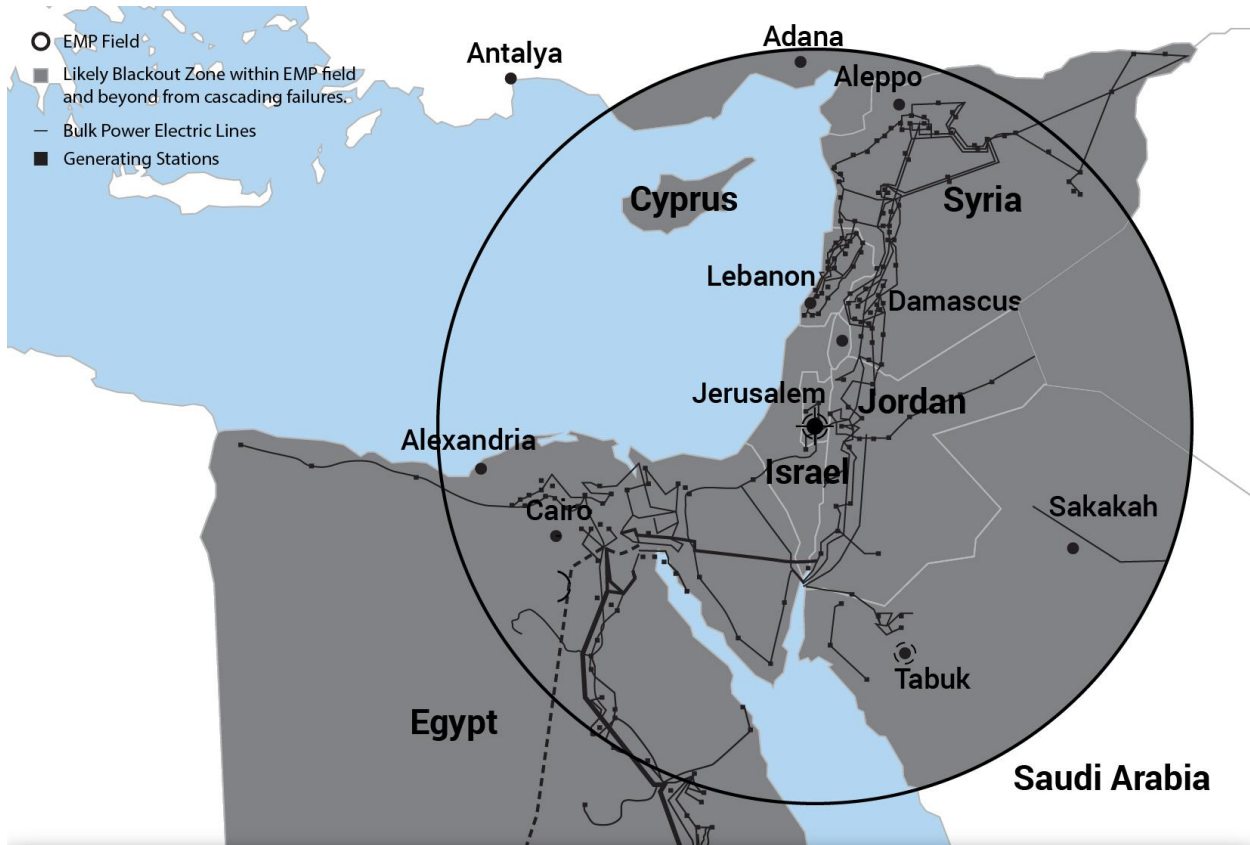 EMP Field
Likely Blackout Zone within EMP field
and beyond from cascading failures.
Bulk Power Electric Lines
Generating Stations
Antalya
Adana
Aleppo
Cyprus
Syria
Lebanon
Damascus
Jerusalem
Jordan
Alexandria
Israel
Cairo
Sakakah
Tabuk
Egypt
Saudi Arabia